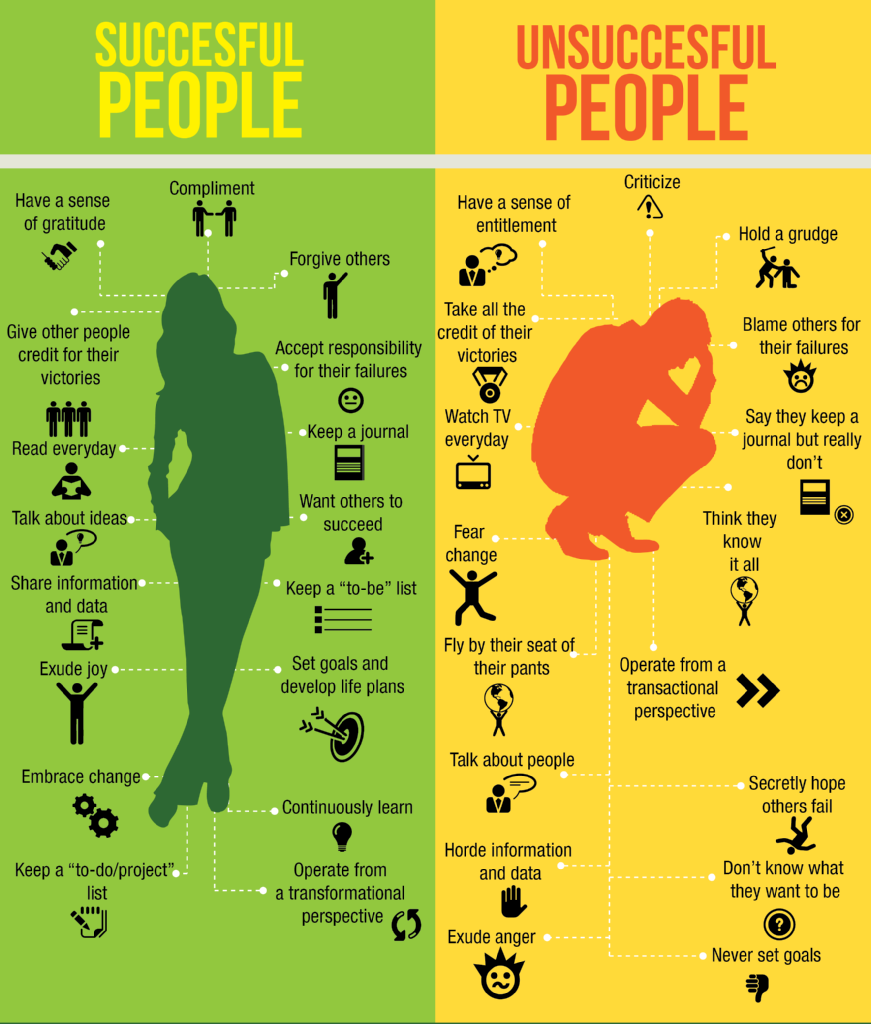 SUCCESFUL
PEOPLE
Have a sense
of gratitude
Compliment
Forgive others
Give other people
credit for their
victories
Accept responsibility
for their failures
Read everyday
Keep a journal
Talk about ideas
Want others to
succeed
Share information
and data
Keep a “to-be” list
Exude joy
Set goals and
develop life plans
Embrace change
Continuously learn
Keep a “to-do/project”
list
Operate from
a transformational
perspective
UNSUCCESFUL
PEOPLE
Have a sense of
entitlement
Criticize
Hold a grudge
Take all the
credit of their
victories
Blame others for
their failures
Watch TV
everyday
Say they keep a
journal but really
don’t
Fear
change
Think they
know
it all
Fly by their seat of
their pants
Operate from a
transactional
perspective
Talk about people
Secretly hope
others fail
Horde information
and data
Don’t know what
they want to be
Exude anger
Never set goals